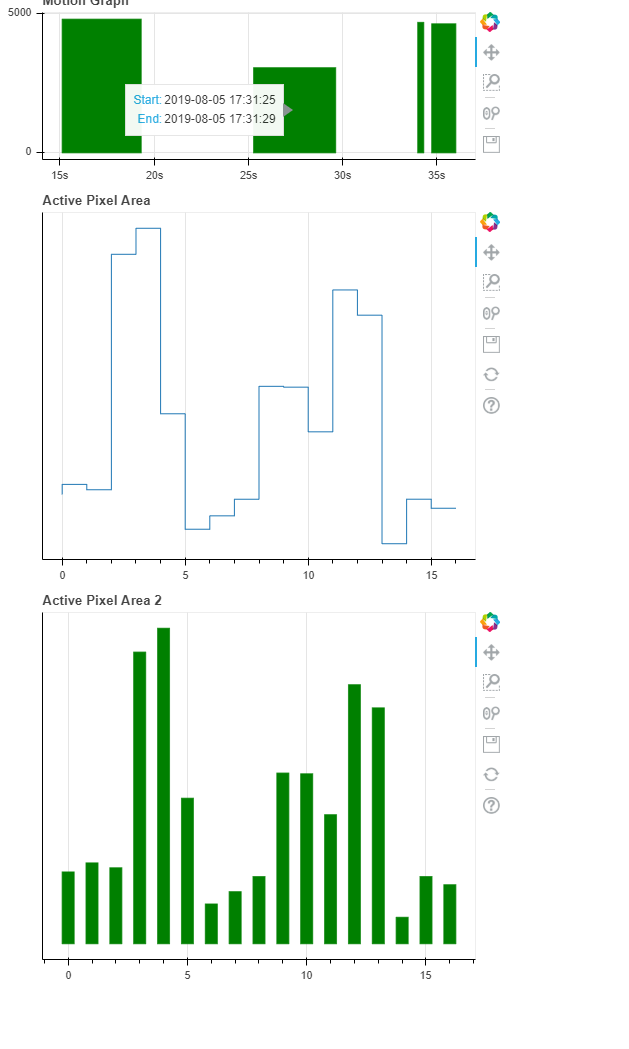 Motion Graph
5000
Start: 2019-08-05 17:31:25
End: 2019-08-05 17:31:29
0
15s 20s 25s 30s 35s
Active Pixel Area
0 5 10 15
Active Pixel Area 2
0 5 10 15